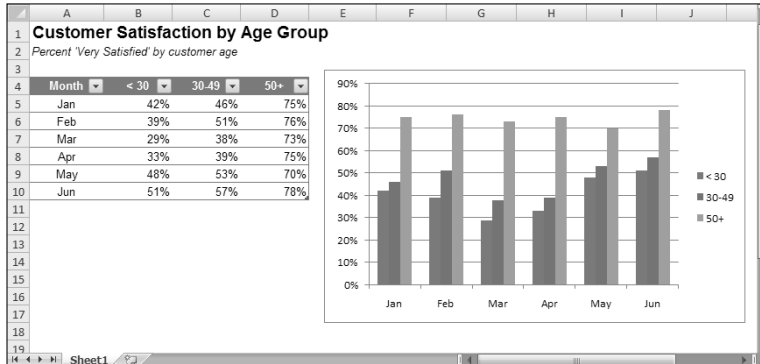 A B C D E F G H I J
1 Customer Satisfaction by Age Group
2 Percent 'Very Satisfied' by customer age
3
4 Month < 30 30-49 50+
5 Jan 42% 46% 75%
6 Feb 39% 51% 76%
7 Mar 29% 38% 73%
8 Apr 33% 39% 75%
9 May 48% 53% 70%
10 Jun 51% 57% 78%
11
12
13
14
15
16
17
18
19
90%
80%
70%
60%
50%
40%
30%
20%
10%
0%
Jan Feb Mar Apr May Jun
< 30
30-49
50+
Sheet1